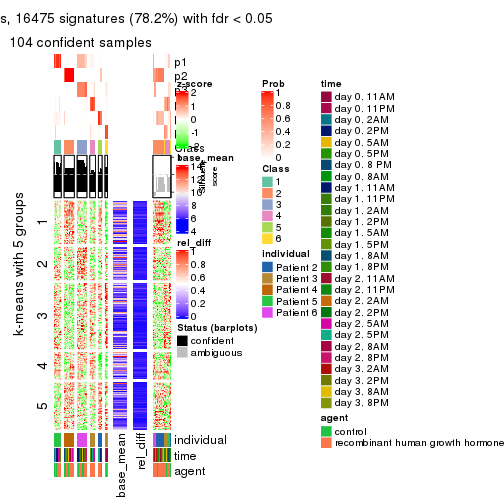 s, 16475 signatures (78.2%) with fdr < 0.05
104 confident samples
p1
p2
Class
k-means with 5 groups
1
2
3
4
5
base_mean
rel_diff
Silhouette
score
individual
time
agent
z-score
2
1
0
-1
-2
base_mean
14
12
10
8
6
4
rel_diff
1
0.8
0.6
0.4
0.2
0
Status (barplots)
confident
ambiguous
Prob
1
0.8
0.6
0.4
0.2
0
Class
1
2
3
4
5
6
individual
Patient 2
Patient 3
Patient 4
Patient 5
Patient 6
time
day 0. 11AM
day 0. 11PM
day 0. 2AM
day 0. 2PM
day 0. 5AM
day 0. 5PM
day 0. 8 PM
day 0. 8AM
day 1. 11AM
day 1. 11PM
day 1. 2AM
day 1. 2PM
day 1. 5AM
day 1. 5PM
day 1. 8AM
day 1. 8PM
day 2. 11AM
day 2. 11PM
day 2. 2AM
day 2. 2PM
day 2. 5AM
day 2. 5PM
day 2. 8AM
day 2. 8PM
day 3. 2AM
day 3. 2PM
day 3. 8AM
day 3. 8PM
agent
control
recombinant human growth hormone